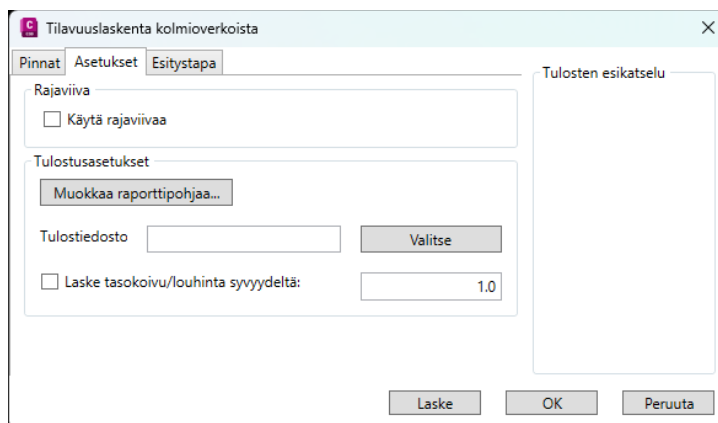 Tilavuuslaskenta kolmioverkoista
Pinnat Asetukset Esitystapa
Rajaviiva
Käytä rajaviivaa
Tulostusasetukset
Muokkaa raporttipohjaa...
Tulostiedosto Valitse
Laske tasokoivu/louhinta syvyydeltä: 1.0
Tulosten esikatselu
Laske OK Peruuta